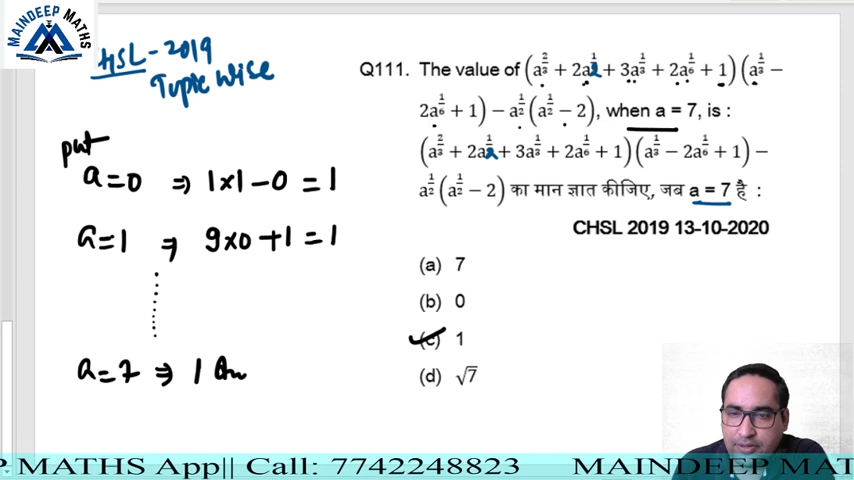 MAINDEEP MATHS
HSL - 2019
Topic wise
Q111. The value of (a^{2/3} + 2a^{1/2} + 3a^{1/3} + 2a^{1/6} + 1)(a^{1/3} −
2a^{1/6} + 1) − a^{1/2}(a^{1/2} − 2), when a = 7, is :
(a^{2/3} + 2a^{1/2} + 3a^{1/3} + 2a^{1/6} + 1)(a^{1/3} − 2a^{1/6} + 1) −
a^{1/2}(a^{1/2} − 2) का मान ज्ञात कीजिए, जब a = 7 है :
CHSL 2019 13-10-2020
(a) 7
(b) 0
(c) 1
(d) √7
put
a=0 ⇒ 1×1−0 = 1
a=1 ⇒ 9×0+1 = 1
a=7 ⇒ 1 An
P MATHS App|| Call: 7742248823 MAINDEEP MAT